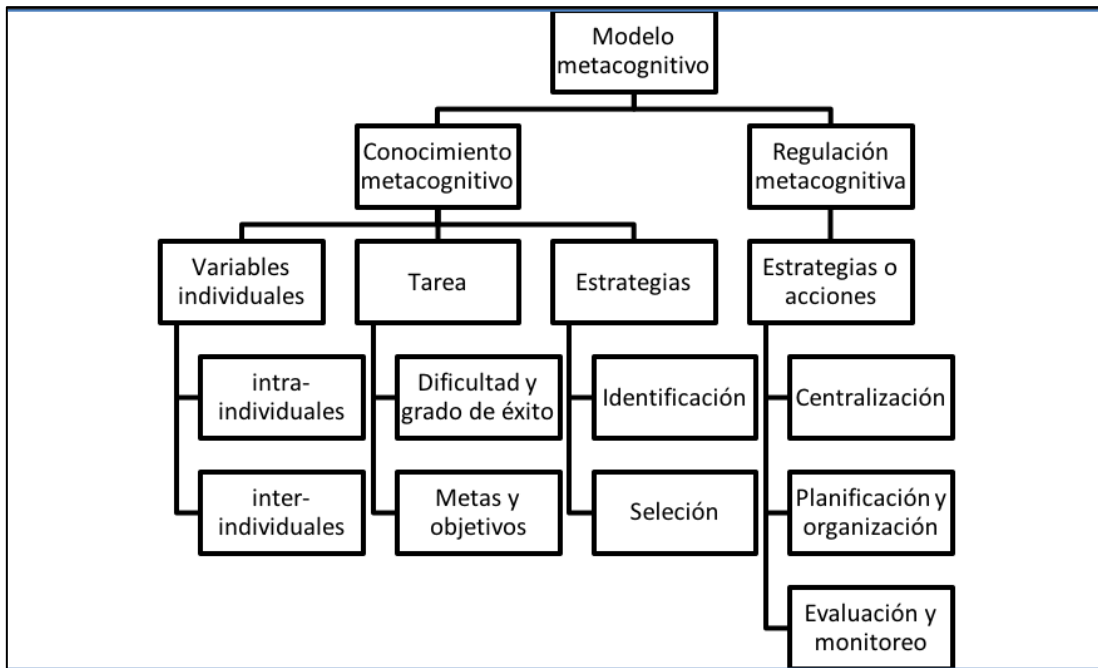 Modelo
metacognitivo
Conocimiento
metacognitivo
Regulación
metacognitiva
Variables
individuales
Tarea
Estrategias
Estrategias o
acciones
intra-
individuales
Dificultad y
grado de éxito
Identificación
Centralización
inter-
individuales
Metas y
objetivos
Seleción
Planificación y
organización
Evaluación y
monitoreo